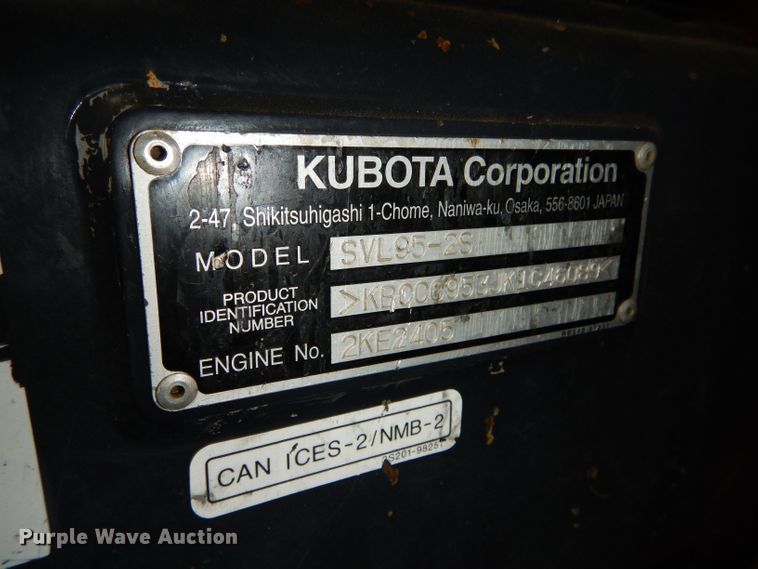 KUBOTA Corporation
2-47, Shikitsuhigashi 1-Chome, Naniwa-ku, Osaka, 556-8601 JAPAN
MODEL SVL95-2S
PRODUCT
IDENTIFICATION
NUMBER
ENGINE No. 2KE2405
CAN ICES-2/NMB-2
Purple Wave Auction